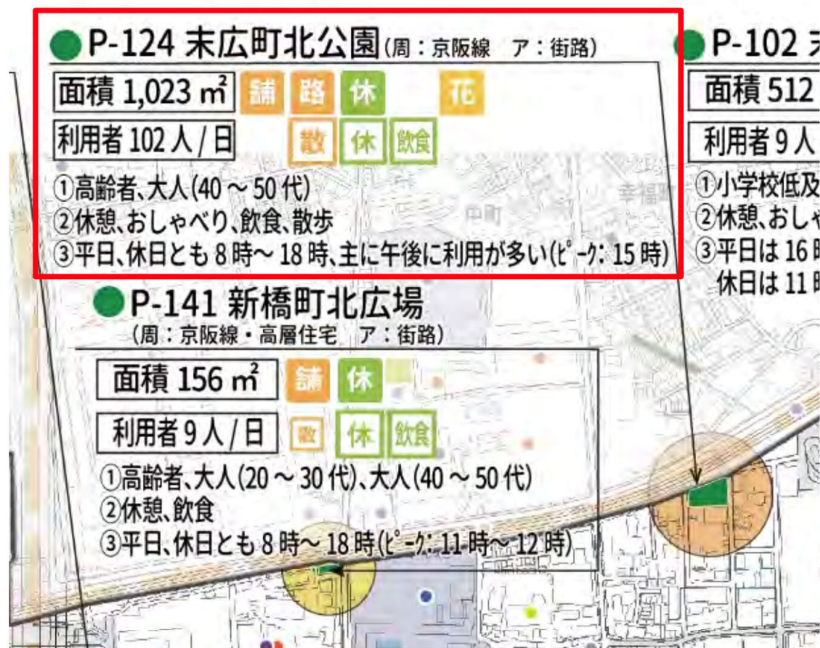 P-124 末広町北公園(周：京阪線　ア：街路)
面積 1,023 ㎡ 舗 路 休 花
利用者 102 人 / 日 散 休 飲食
①高齢者、大人(40 ～ 50 代)
②休憩、おしゃべり、飲食、散歩
③平日、休日とも 8 時～ 18 時、主に午後に利用が多い(ﾋﾟｰｸ: 15 時)
P-102
面積 512
利用者 9 人
①小学校低及
②休憩、おしゃ
③平日は 16 時
休日は 11 時
中町
幸福町
P-141 新橋町北広場
(周：京阪線・高層住宅　ア：街路)
面積 156 ㎡ 舗 休
利用者 9 人 / 日 散 休 飲食
①高齢者、大人(20 ～ 30 代)、大人(40 ～ 50 代)
②休憩、飲食
③平日、休日とも 8 時～ 18 時(ﾋﾟｰｸ: 11 時～ 12 時)